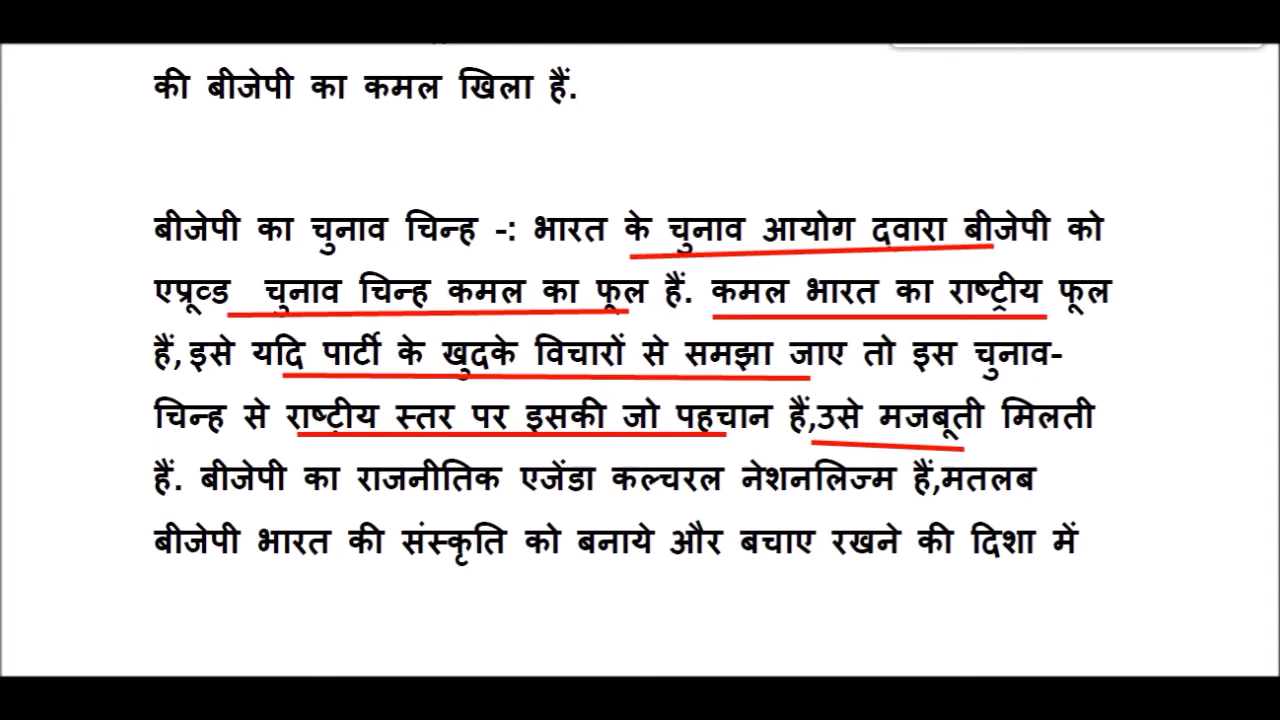 की बीजेपी का कमल खिला हैं.
बीजेपी का चुनाव चिन्ह -: भारत के चुनाव आयोग दवारा बीजेपी को
एप्रूव्ड चुनाव चिन्ह कमल का फूल हैं. कमल भारत का राष्ट्रीय फूल
हैं,इसे यदि पार्टी के खुदके विचारों से समझा जाए तो इस चुनाव-
चिन्ह से राष्ट्रीय स्तर पर इसकी जो पहचान हैं,उसे मजबूती मिलती
हैं. बीजेपी का राजनीतिक एजेंडा कल्चरल नेशनलिज्म हैं,मतलब
बीजेपी भारत की संस्कृति को बनाये और बचाए रखने की दिशा में